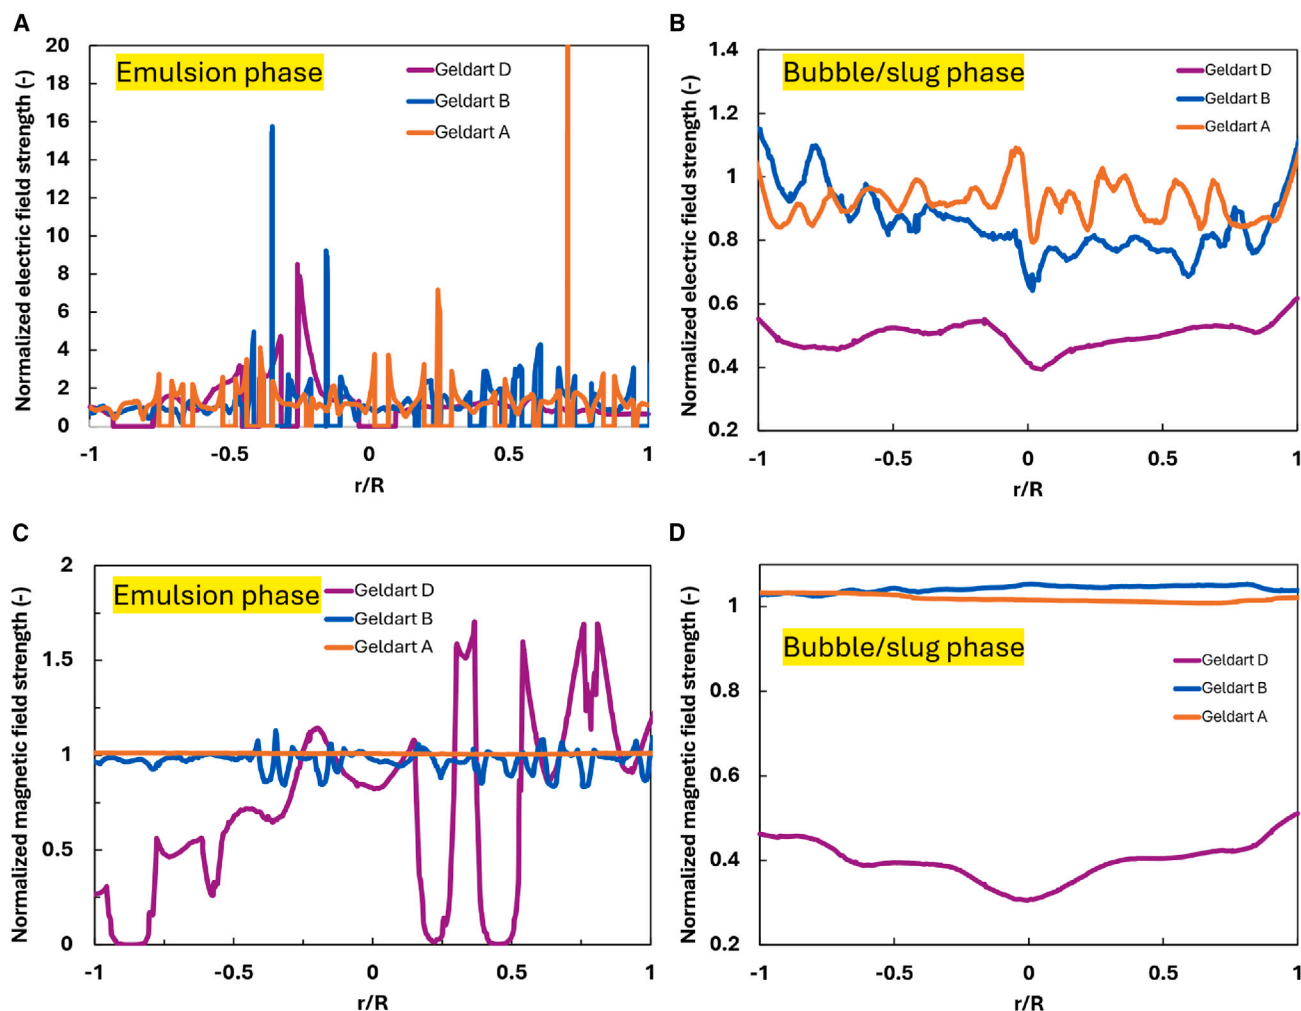 A
Normalized electric field strength (-)
20
18
16
14
12
10
8
6
4
2
0
Emulsion phase
Geldart D
Geldart B
Geldart A
-1
-0.5
0
0.5
1
r/R
B
Normalized electric field strength (-)
1.4
1.2
1
0.8
0.6
0.4
0.2
Bubble/slug phase
Geldart D
Geldart B
Geldart A
-1
-0.5
0
0.5
1
r/R
C
Normalized magnetic field strength (-)
2
1.5
1
0.5
0
Emulsion phase
Geldart D
Geldart B
Geldart A
-1
-0.5
0
0.5
1
r/R
D
Normalized magnetic field strength (-)
1
0.8
0.6
0.4
0.2
Bubble/slug phase
Geldart D
Geldart B
Geldart A
-1
-0.5
0
0.5
1
r/R